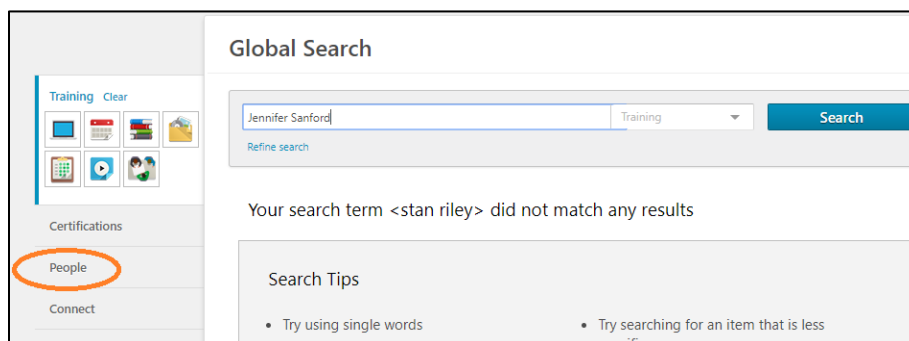 Global Search
Training Clear
Jennifer Sanford
Training
Search
Refine search
Your search term <stan riley> did not match any results
Certifications
People
Connect
Search Tips
• Try using single words
• Try searching for an item that is less